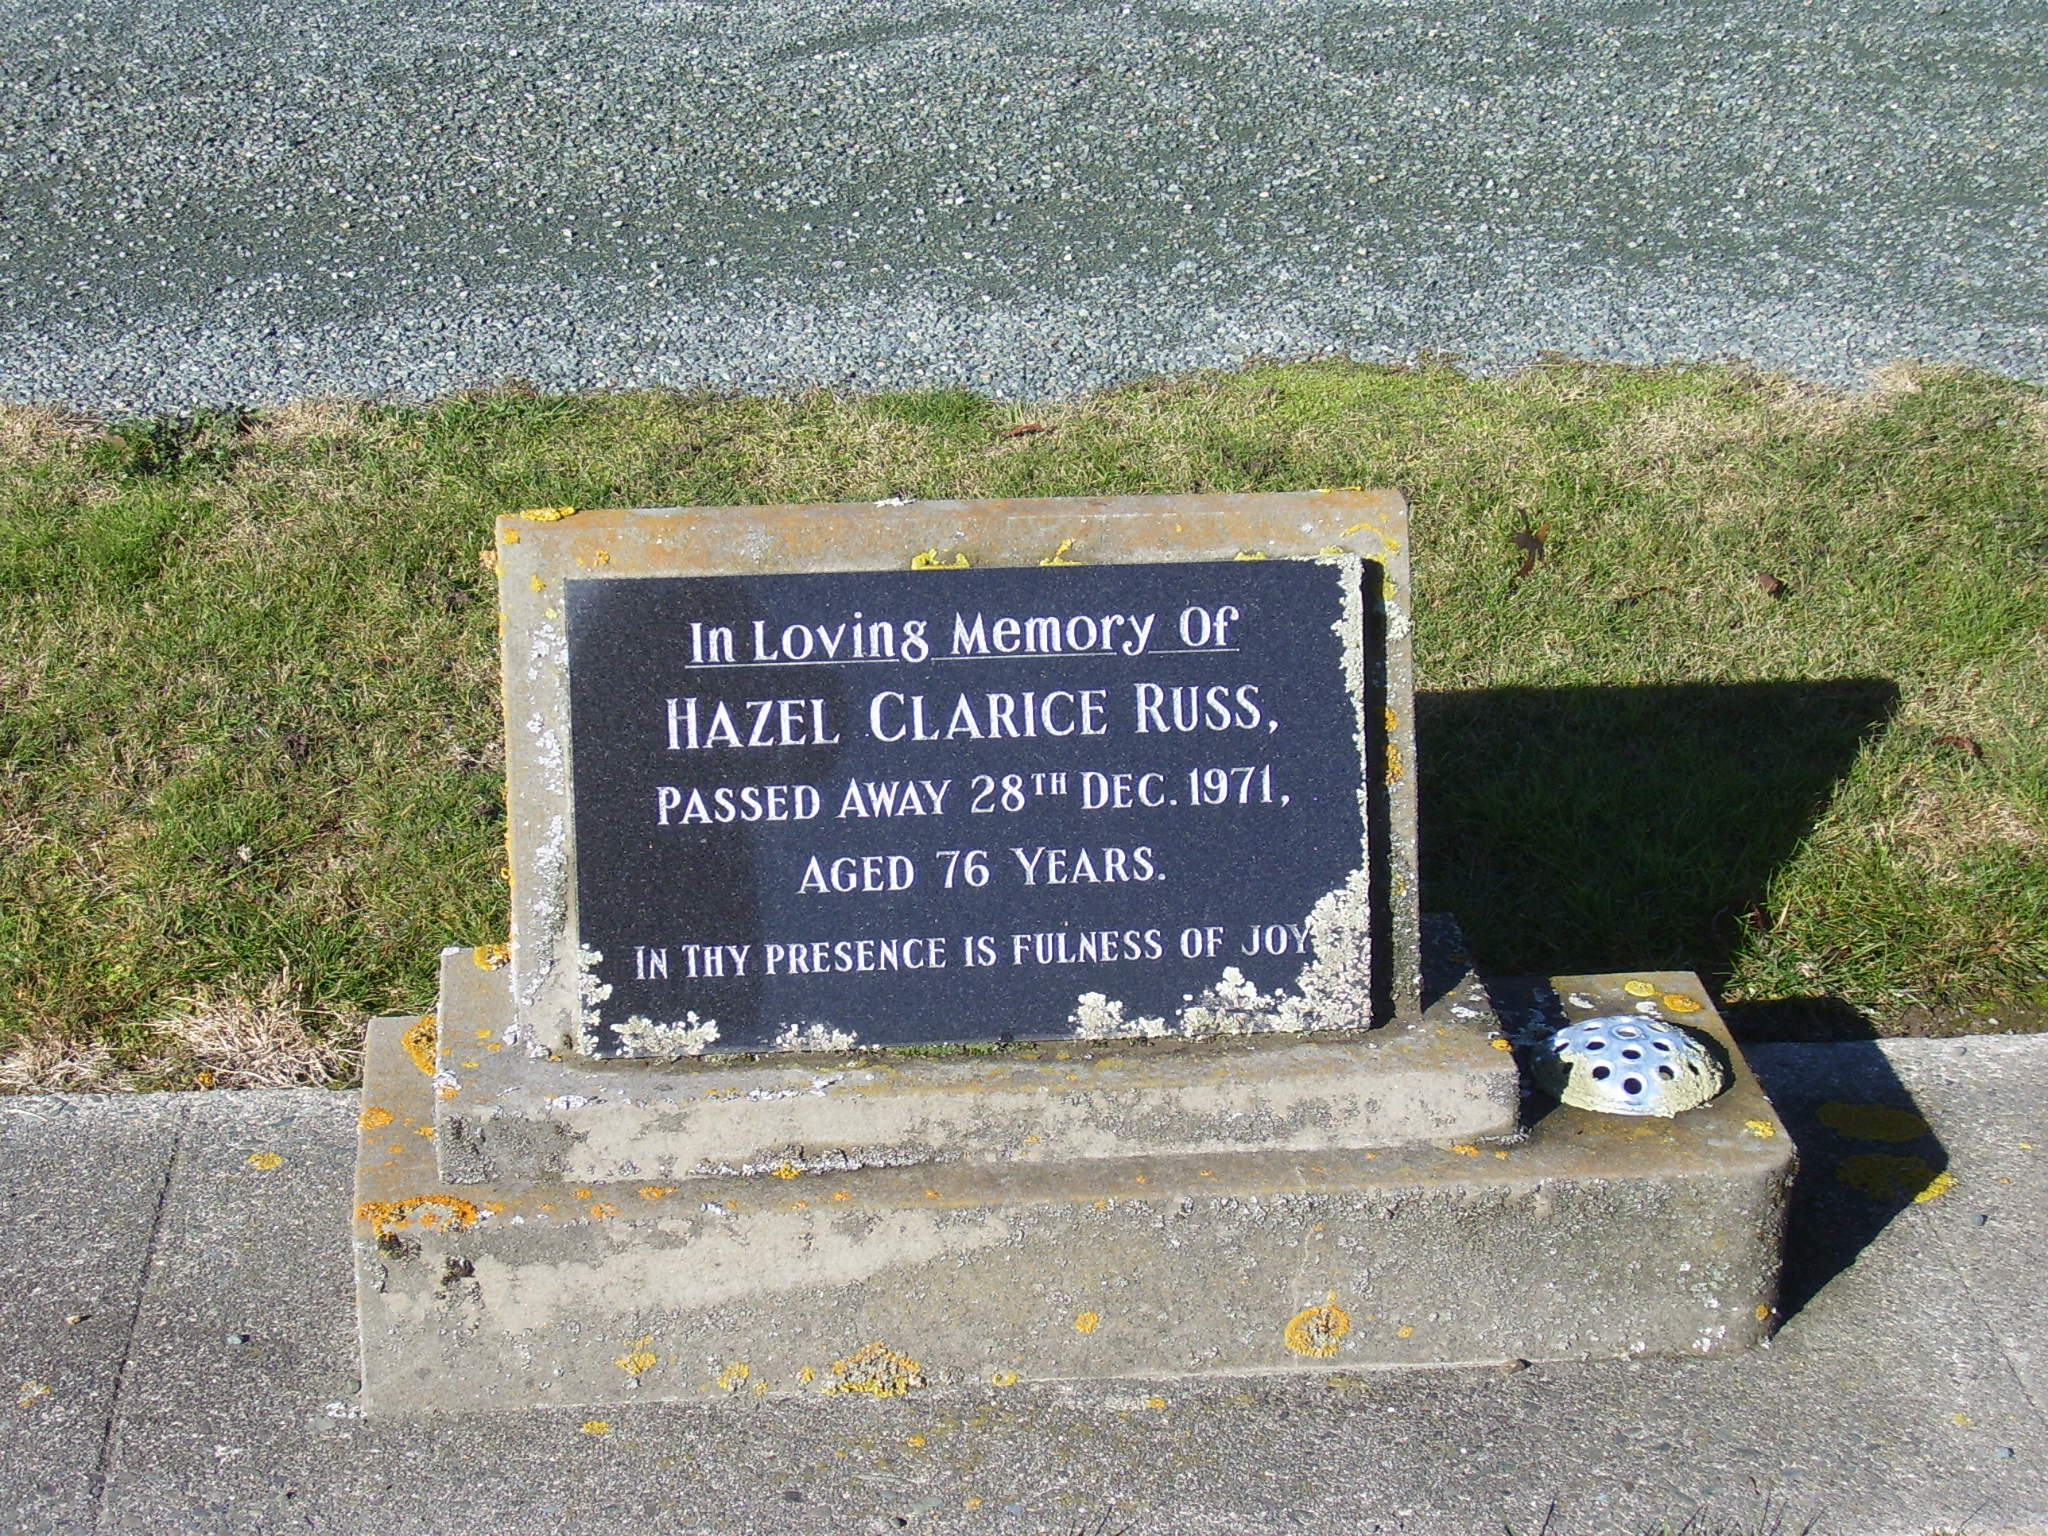 In Loving Memory Of
HAZEL CLARICE RUSS,
PASSED AWAY 28TH DEC. 1971,
AGED 76 YEARS.
IN THY PRESENCE IS FULNESS OF JOY